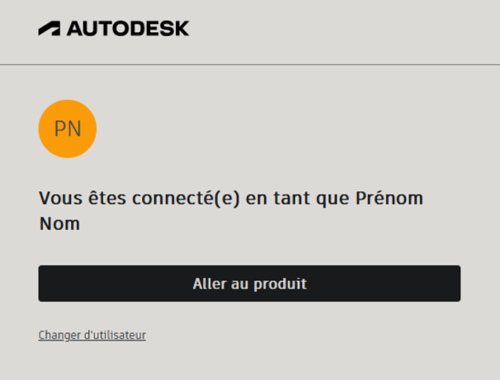 AUTODESK
PN
Vous êtes connecté(e) en tant que Prénom
Nom
Aller au produit
Changer d'utilisateur